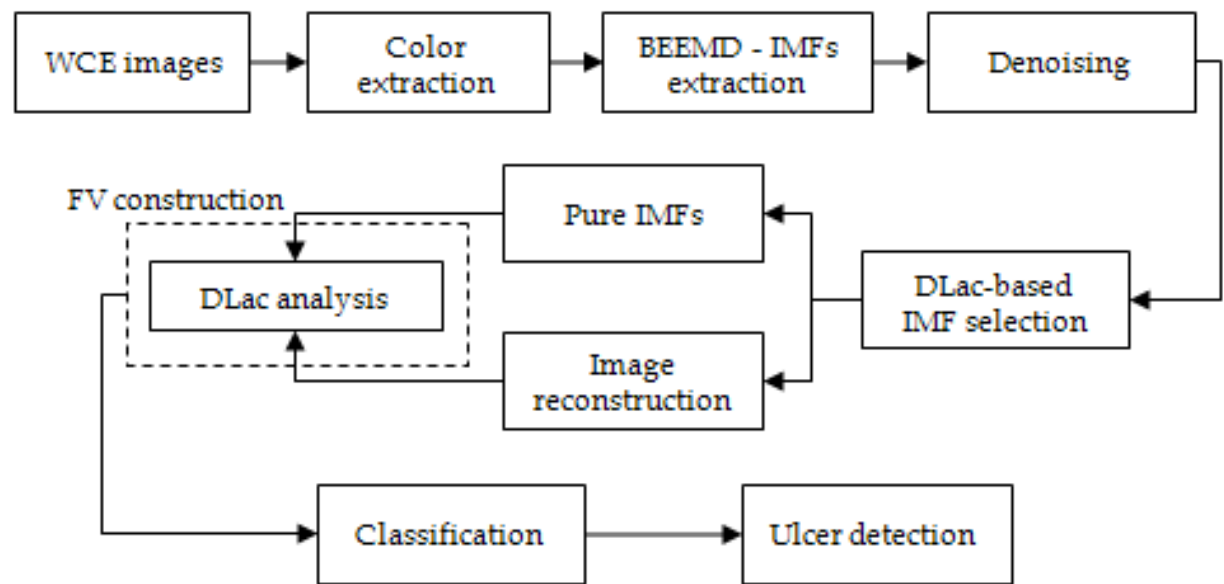 WCE images
Color
extraction
BEEMD - IMFs
extraction
Denoising
FV construction
Pure IMFs
DLac analysis
DLac-based
IMF selection
Image
reconstruction
Classification
Ulcer detection